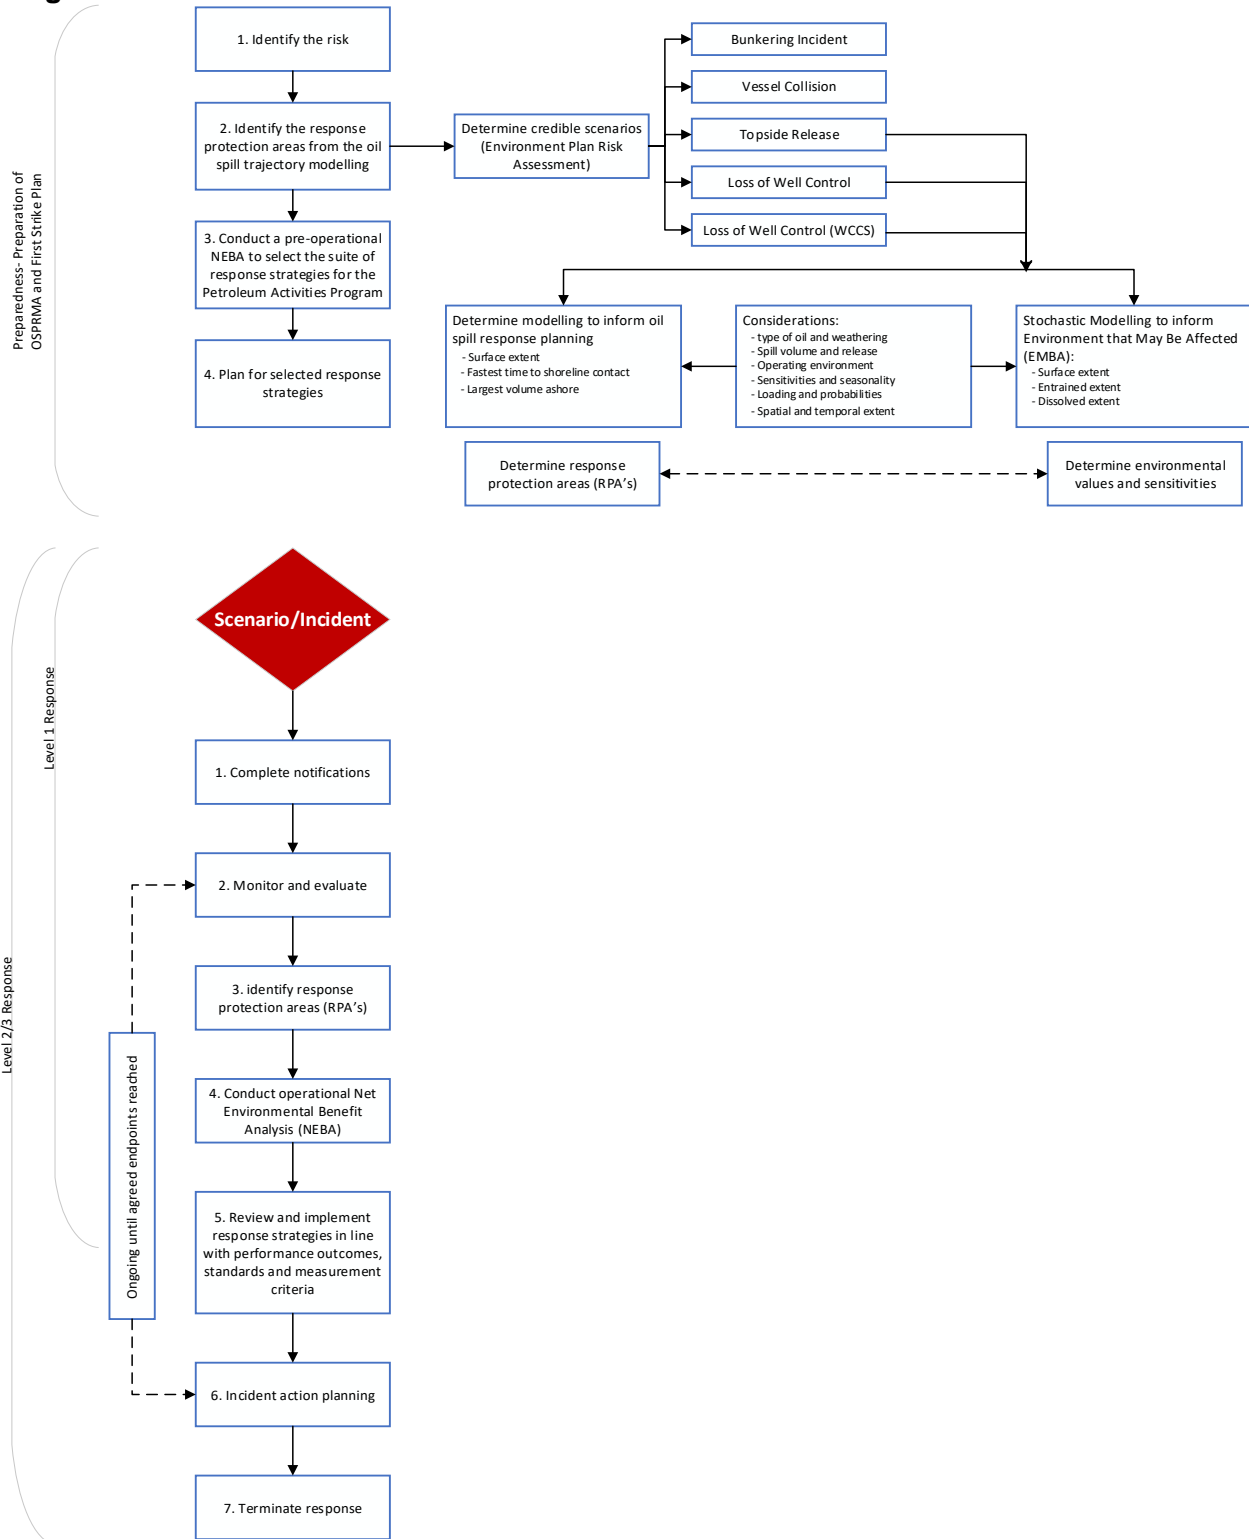 Preparedness- Preparation of
OSPRMA and First Strike Plan
1. Identify the risk
2. Identify the response
protection areas from the oil
spill trajectory modelling
3. Conduct a pre-operational
NEBA to select the suite of
response strategies for the
Petroleum Activities Program
4. Plan for selected response
strategies
Determine credible scenarios
(Environment Plan Risk
Assessment)
Bunkering Incident
Vessel Collision
Topside Release
Loss of Well Control
Loss of Well Control (WCCS)
Determine modelling to inform oil
spill response planning
- Surface extent
- Fastest time to shoreline contact
- Largest volume ashore
Considerations:
- type of oil and weathering
- Spill volume and release
- Operating environment
- Sensitivities and seasonality
- Loading and probabilities
- Spatial and temporal extent
Stochastic Modelling to inform
Environment that May Be Affected
(EMBA):
- Surface extent
- Entrained extent
- Dissolved extent
Determine response
protection areas (RPA's)
Determine environmental
values and sensitivities
Level 2/3 Response
Level 1 Response
Scenario/Incident
1. Complete notifications
2. Monitor and evaluate
3. identify response
protection areas (RPA's)
4. Conduct operational Net
Environmental Benefit
Analysis (NEBA)
5. Review and implement
response strategies in line
with performance outcomes,
standards and measurement
criteria
6. Incident action planning
7. Terminate response
Ongoing until agreed endpoints reached